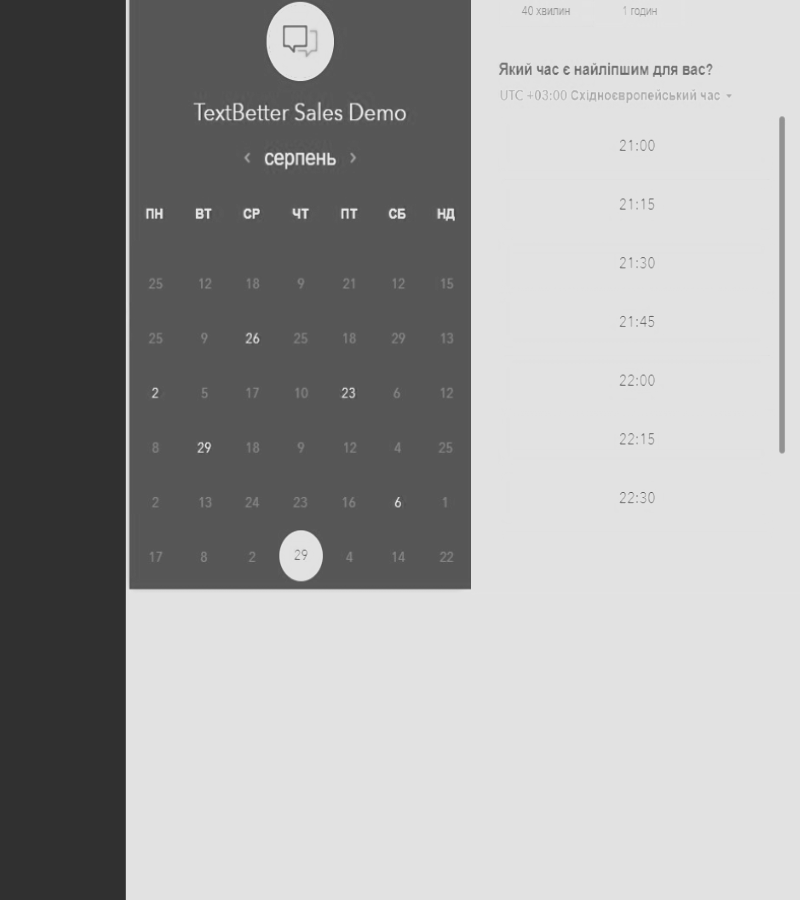 TextBetter Sales Demo
‹ серпень ›
ПН ВТ СР ЧТ ПТ СБ НД
25 12 18 9 21 12 15
25 9 26 25 18 29 13
2 5 17 10 23 6 12
8 29 18 9 12 4 25
2 13 24 23 16 6 1
17 8 2 29 4 14 22
40 хвилин 1 годин
Який час є найліпшим для вас?
UTC +03:00 Східноєвропейський час
21:00
21:15
21:30
21:45
22:00
22:15
22:30